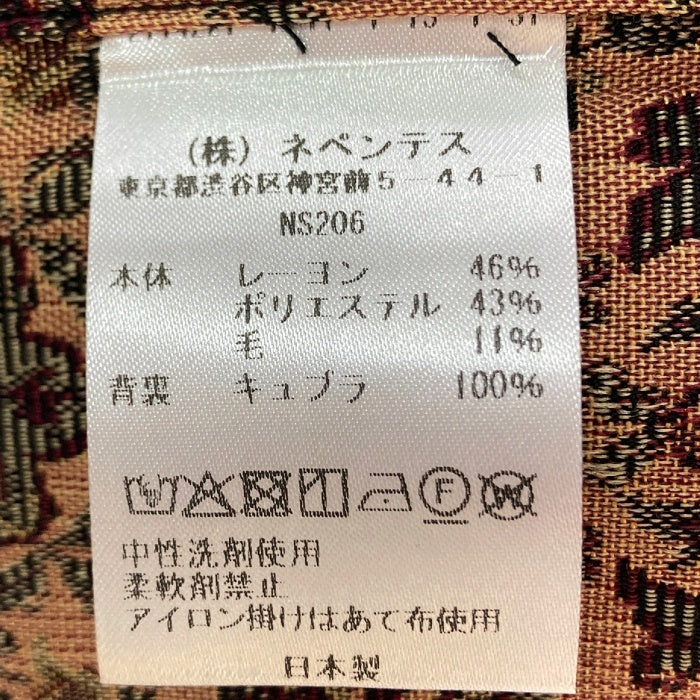 (株) ネペンテス
東京都渋谷区神宮前5-44-1
NS206
本体 レーヨン 46%
ポリエステル 43%
毛 11%
背裏 キュプラ 100%
F W
中性洗剤使用
柔軟剤禁止
アイロン掛けはあて布使用
日本製